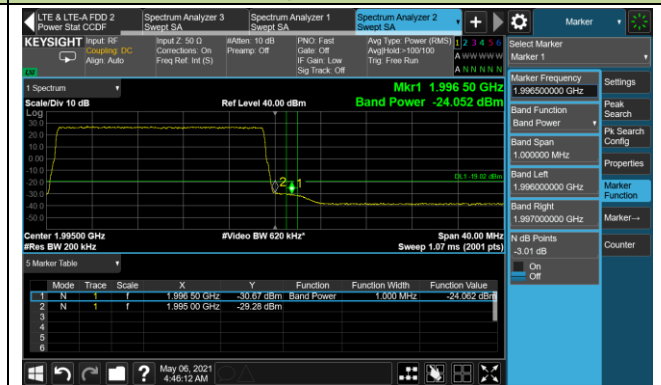 LTE & LTE-A FDD 2
Power Stat CCDF
Spectrum Analyzer 3
Swept SA
Spectrum Analyzer 1
Swept SA
Spectrum Analyzer 2
Swept SA
Marker
KEYSIGHT
Input: RF
Coupling: DC
Align: Auto
Input Z: 50 Ω
Corrections: On
Freq Ref: Int (S)
#Atten: 10 dB
Preamp: Off
PNO: Fast
Gate: Off
IF Gain: Low
Sig Track: Off
Avg Type: Power (RMS)
Avg|Hold:>100/100
Trig: Free Run
1 2 3 4 5 6
A W W W W W
A N N N N N
Select Marker
Marker 1
1 Spectrum
Scale/Div 10 dB
Log
Ref Level 40.00 dBm
Mkr1 1.996 50 GHz
Band Power -24.052 dBm
30.0
20.0
10.0
0.00
-10.0
-20.0
-30.0
-40.0
-50.0
2
1
DL1 -19.02 dBm
Center 1.99500 GHz
#Res BW 200 kHz
#Video BW 620 kHz*
Span 40.00 MHz
Sweep 1.07 ms (2001 pts)
5 Marker Table
Mode Trace Scale X Y Function Function Width Function Value
1 N 1 f 1.996 50 GHz -30.67 dBm Band Power 1.000 MHz -24.062 dBm
2 N 1 f 1.995 00 GHz -29.28 dBm
3
4
5
6
May 06, 2021
4:46:12 AM
Marker Frequency
1.996500000 GHz
Band Function
Band Power
Band Span
1.000000 MHz
Band Left
1.996000000 GHz
Band Right
1.997000000 GHz
N dB Points
-3.01 dB
On
Off
Settings
Peak
Search
Pk Search
Config
Properties
Marker
Function
Marker→
Counter